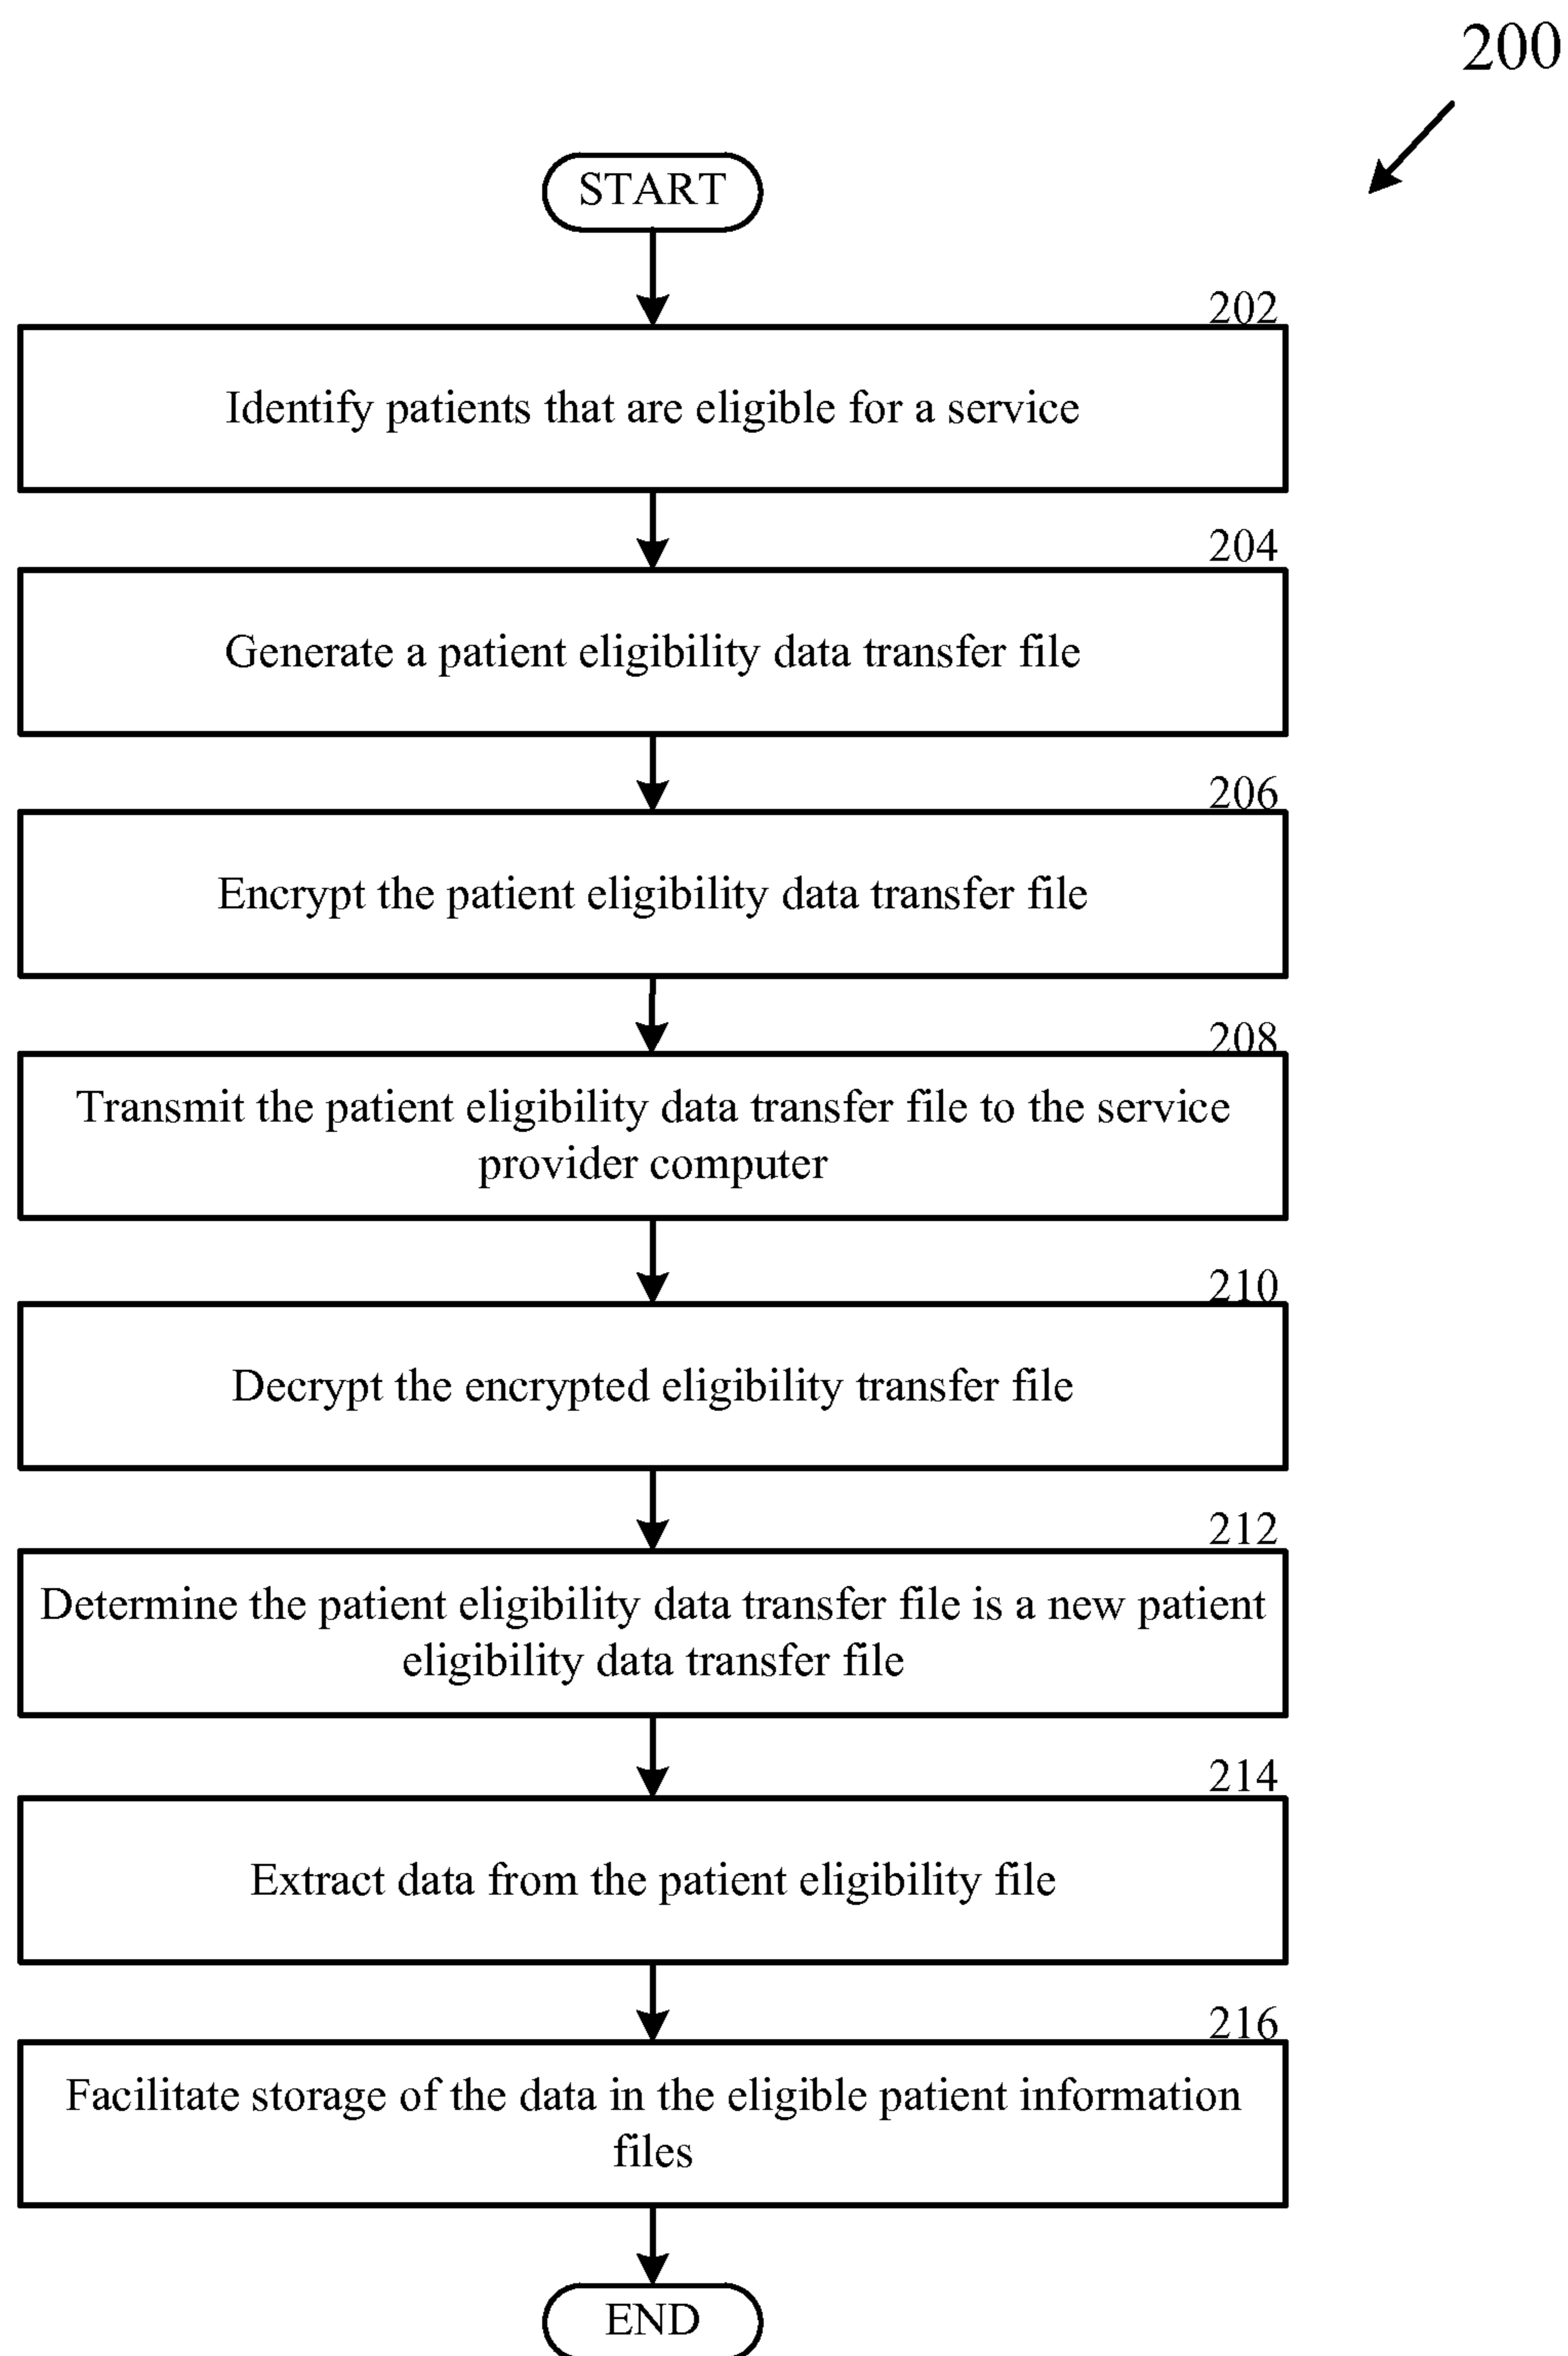 200
START
202
Identify patients that are eligible for a service
204
Generate a patient eligibility data transfer file
206
Encrypt the patient eligibility data transfer file
208
Transmit the patient eligibility data transfer file to the service
provider computer
210
Decrypt the encrypted eligibility transfer file
212
Determine the patient eligibility data transfer file is a new patient
eligibility data transfer file
214
Extract data from the patient eligibility file
216
Facilitate storage of the data in the eligible patient information
files
END